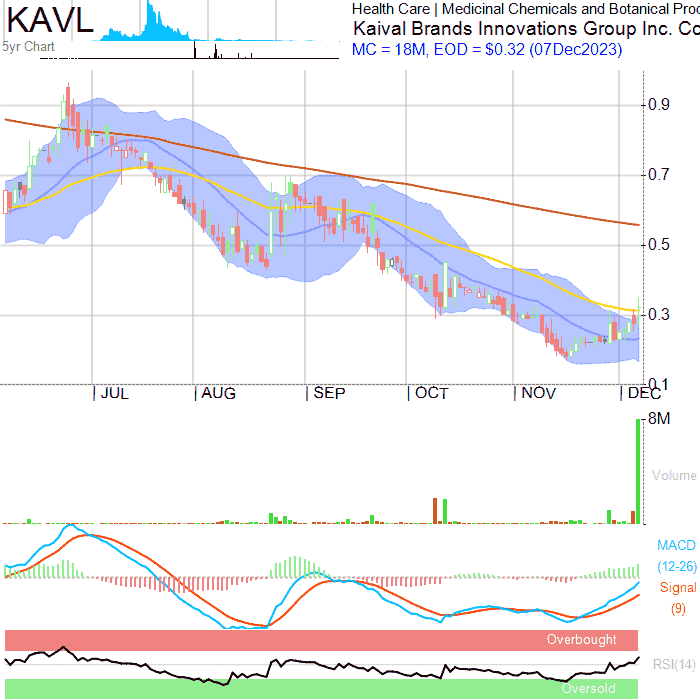 KAVL
5yr Chart
Health Care | Medicinal Chemicals and Botanical Proc
Kaival Brands Innovations Group Inc. Co
MC = 18M, EOD = $0.32 (07Dec2023)
0.9
0.7
0.5
0.3
0.1
JUL AUG SEP OCT NOV DEC
8M
Volume
MACD
(12-26)
Signal
(9)
Overbought
RSI(14)
Oversold